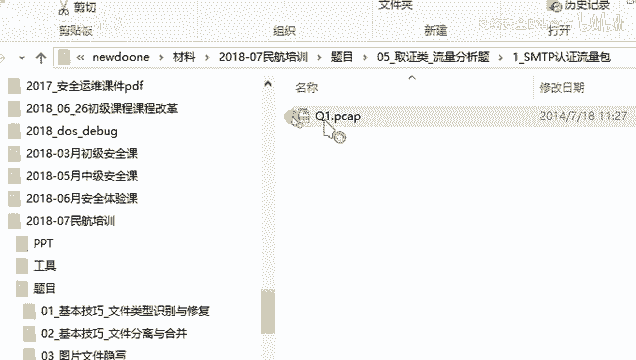 剪切
文件夹
历史记录
剪贴板
组织
新建
打开
« newdoone › 材料 › 2018-07民航培训 › 题目 › 05_取证类_流量分析题 › 1_SMTP认证流量包
名称
修改日期
Q1.pcap
2014/7/18 11:27
2017_安全运维课件pdf
2018_06_26初级课程课程改革
2018_dos_debug
2018-03月初级安全课
2018-05月中级安全课
2018-06月安全体验课
2018-07民航培训
PPT
工具
题目
01_基本技巧_文件类型识别与修复
02_基本技巧_文件分离与合并
03_图片文件隐写